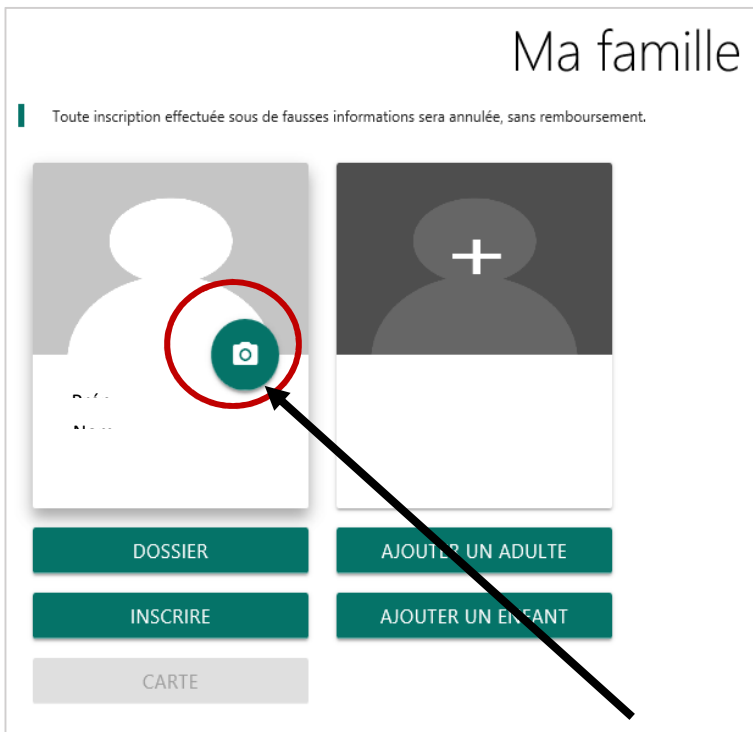 Ma famille
Toute inscription effectuée sous de fausses informations sera annulée, sans remboursement.
DOSSIER
AJOUTER UN ADULTE
INSCRIRE
AJOUTER UN ENFANT
CARTE